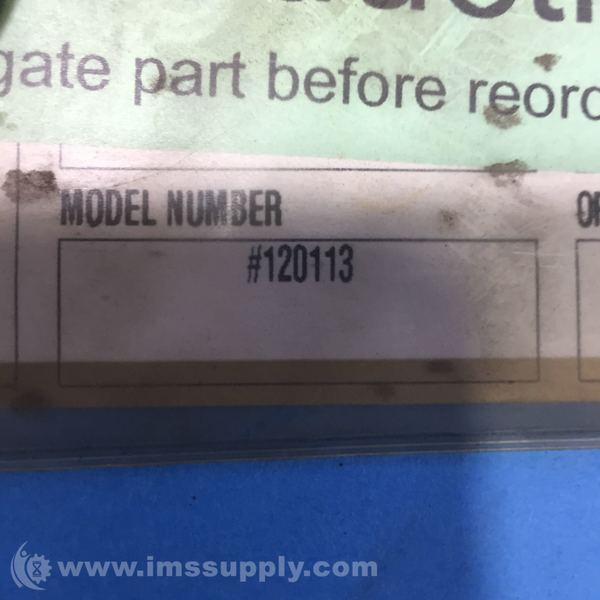 gate part before reord
MODEL NUMBER
#120113
www.imssupply.com